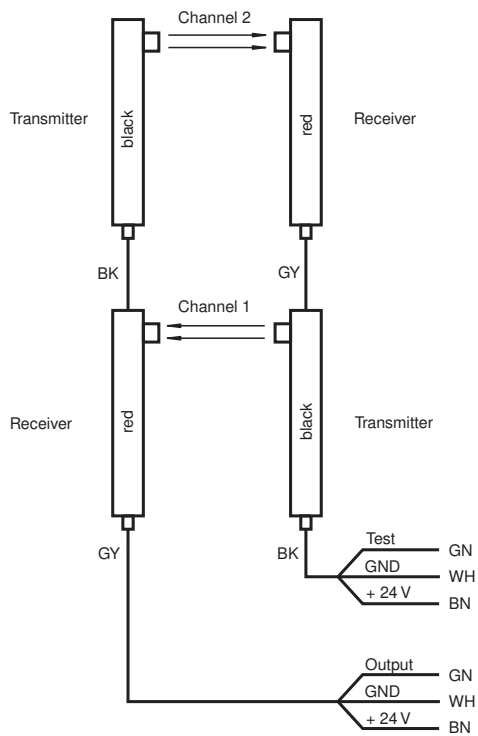 Channel 2
Transmitter
black
red
Receiver
BK
GY
Channel 1
Receiver
red
black
Transmitter
GY
BK
Test
GN
GND
WH
+ 24 V
BN
Output
GN
GND
WH
+ 24 V
BN